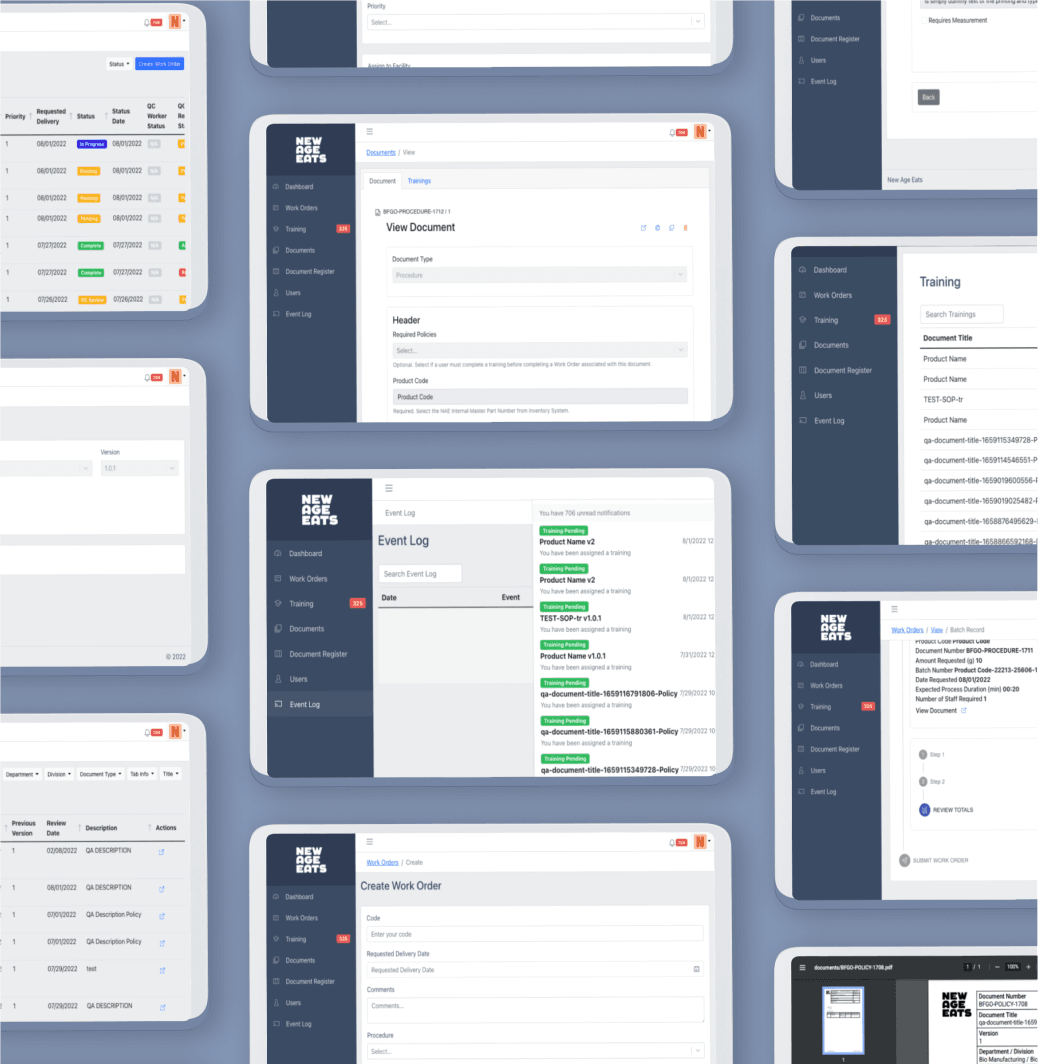 706
N
Status
Create Work Order
Priority
Requested Delivery
Status
Status Date
QC Worker Status
1 08/01/2022 In Progress 08/01/2022 N/A
1 08/01/2022 Pending 08/01/2022 N/A
1 08/01/2022 Pending 08/01/2022 N/A
1 08/01/2022 Pending 08/01/2022 N/A
1 07/27/2022 Complete 07/27/2022 N/A
1 07/27/2022 Complete 07/27/2022 N/A
1 07/26/2022 07/26/2022 N/A
706
N
Version
1.0.1
© 2022
N
Department
Division
Document Type
Tab Info
Title
Previous Version
Review Date
Description
Actions
1 02/08/2022 QA DESCRIPTION
1 08/01/2022 QA DESCRIPTION
1 07/01/2022 QA Description Policy
1 07/01/2022 QA Description Policy
1 07/29/2022 test
1 07/29/2022 QA DESCRIPTION
Priority
Select...
Assign to Facility
NEW
AGE
EATS
N
Dashboard
Work Orders
Training 325
Documents
Document Register
Users
Event Log
Documents / View
Document
Trainings
BFGO-PROCEDURE-1712 / 1
View Document
Document Type
Procedure
Header
Required Policies
Select...
Optional. Select if a user must complete a training before completing a Work Order associated with this document.
Product Code
Product Code
Required. Select the NAE Internal Master Part Number from Inventory System.
NEW
AGE
EATS
Dashboard
Work Orders
Training 325
Documents
Document Register
Users
Event Log
Event Log
Event Log
Search Event Log
Date Event
You have 706 unread notifications
Training Pending
Product Name v2 8/1/2022 12
You have been assigned a training
Training Pending
Product Name v2 8/1/2022 12
You have been assigned a training
Training Pending
TEST-SOP-tr v1.0.1 8/1/2022 12
You have been assigned a training
Training Pending
Product Name v1.0.1 7/31/2022 12
You have been assigned a training
Training Pending
qa-document-title-1659116791806-Policy 7/29/2022 10
You have been assigned a training
Training Pending
qa-document-title-1659115880361-Policy 7/29/2022 10
You have been assigned a training
Training Pending
qa-document-title-1659115349728-Policy 7/29/2022 10
NEW
AGE
EATS
N
Dashboard
Work Orders
Training 325
Documents
Document Register
Users
Event Log
Work Orders / Create
Create Work Order
Code
Enter your code
Requested Delivery Date
Requested Delivery Date
Comments
Comments...
Procedure
Select...
Documents
Document Register
Users
Event Log
Requires Measurement
Back
New Age Eats
Dashboard
Work Orders
Training 325
Documents
Document Register
Users
Event Log
Training
Search Trainings
Document Title
Product Name
Product Name
TEST-SOP-tr
Product Name
qa-document-title-1659115349728-P
qa-document-title-1659114546551-P
qa-document-title-1659019600556-
qa-document-title-1659019025482-
qa-document-title-1658876495629-
qa-document-title-1658866592168-
NEW
AGE
EATS
Dashboard
Work Orders
Training
Documents
Document Register
Users
Event Log
Work Orders / View / Batch Record
Product Code Product Code
Document Number BFGO-PROCEDURE-1711
Amount Requested (g) 10
Batch Number Product Code-22213-25606-1
Date Requested 08/01/2022
Expected Process Duration (min) 00:20
Number of Staff Required 1
View Document
Step 1
Step 2
REVIEW TOTALS
SUBMIT WORK ORDER
documents/BFGO-POLICY-1708.pdf
1 / 1
100%
1
NEW
AGE
EATS
Document Number
BFGO-POLICY-1708
Document Title
qa-document-title-1659
Version
1
Department / Division
Bio Manufacturing / Bio